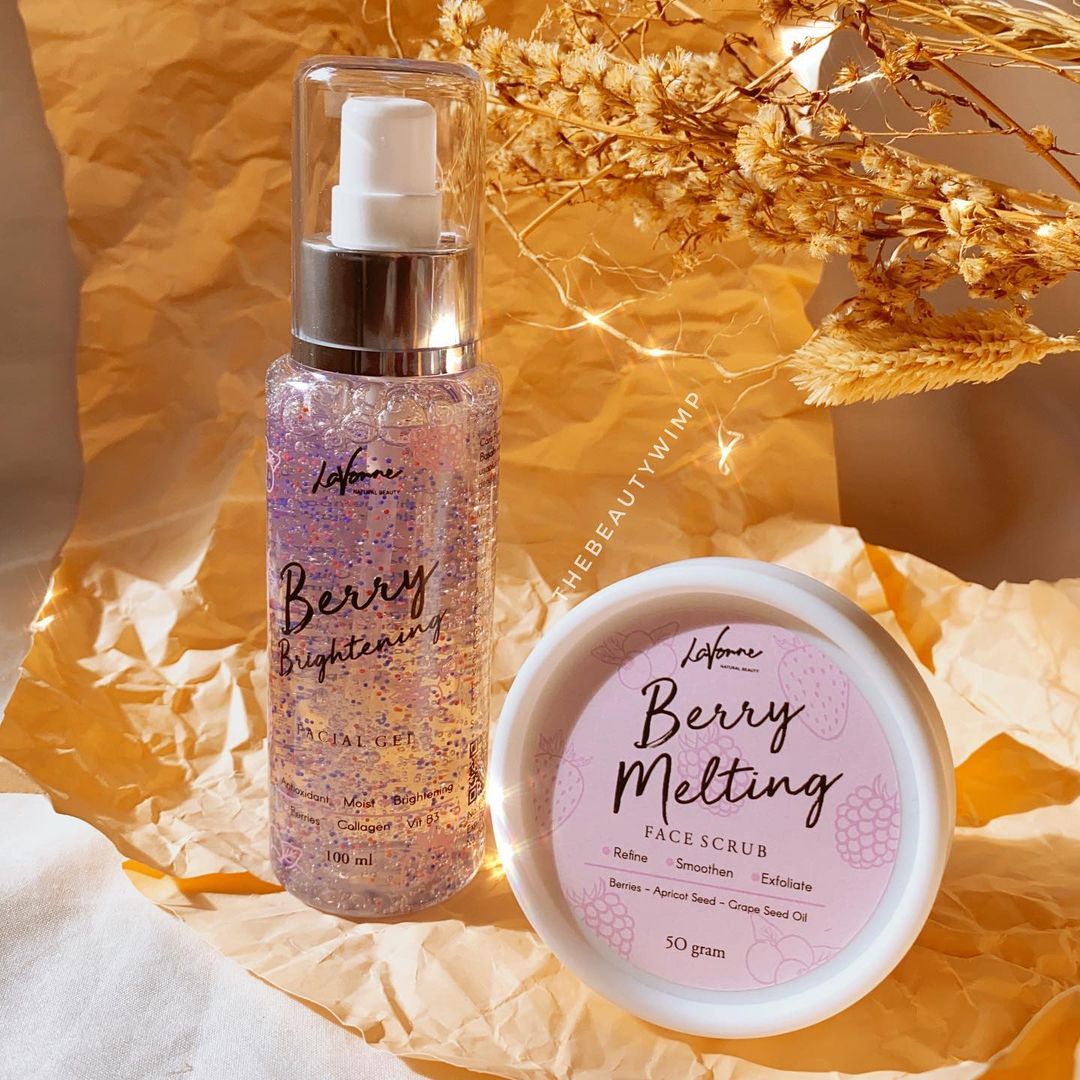 LaVonne
NATURAL BEAUTY
Berry
Brightening
FACIAL GEL
Antioxidant Moist Brightening
Berries Collagen Vit B3
100 ml
THEBEAUTYWIMP
LaVonne
NATURAL BEAUTY
Berry
Melting
FACE SCRUB
Refine Smoothen Exfoliate
Berries - Apricot Seed - Grape Seed Oil
50 gram